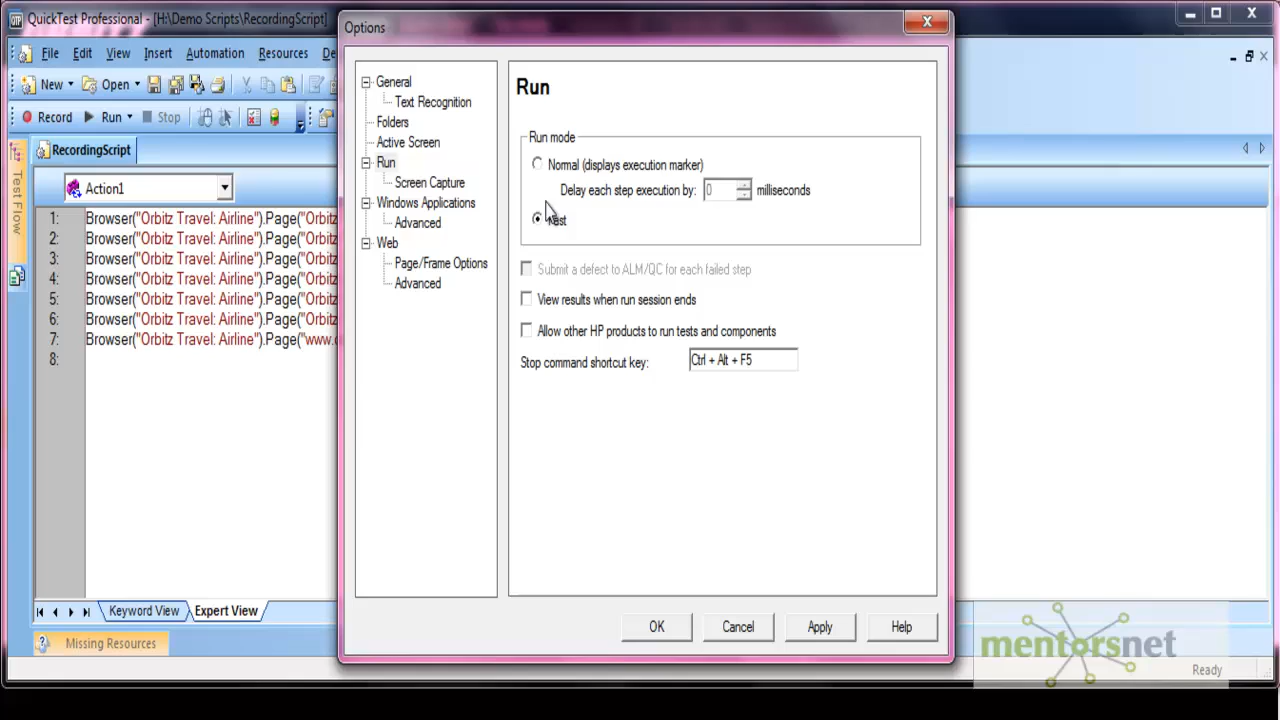 QuickTest Professional - [H:\Demo Scripts\RecordingScript]
Options
File Edit View Insert Automation Resources De
New Open
Record Run Stop
RecordingScript
Test Flow
Action1
1: Browser("Orbitz Travel: Airline").Page("Orbitz
2: Browser("Orbitz Travel: Airline").Page("Orbitz
3: Browser("Orbitz Travel: Airline").Page("Orbitz
4: Browser("Orbitz Travel: Airline").Page("Orbitz
5: Browser("Orbitz Travel: Airline").Page("Orbitz
6: Browser("Orbitz Travel: Airline").Page("Orbitz
7: Browser("Orbitz Travel: Airline").Page("www.
8:
Keyword View Expert View
Missing Resources
General
Text Recognition
Folders
Active Screen
Run
Screen Capture
Windows Applications
Advanced
Web
Page/Frame Options
Advanced
Run
Run mode
Normal (displays execution marker)
Delay each step execution by: 0 milliseconds
Submit a defect to ALM/QC for each failed step
View results when run session ends
Allow other HP products to run tests and components
Stop command shortcut key: Ctrl + Alt + F5
OK Cancel Apply Help
mentorsnet
Ready